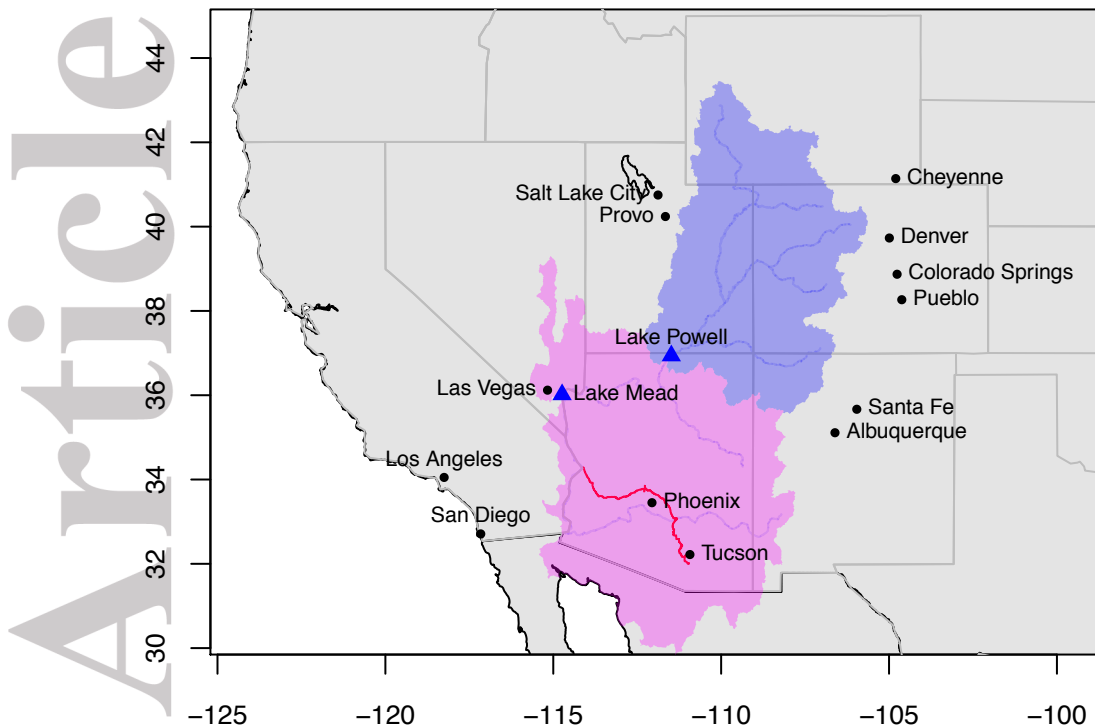 Article
44
42
40
38
36
34
32
30
−125
−120
−115
−110
−105
−100
Cheyenne
Salt Lake City
Provo
Denver
Colorado Springs
Pueblo
Lake Powell
Las Vegas
Lake Mead
Santa Fe
Albuquerque
Los Angeles
Phoenix
San Diego
Tucson